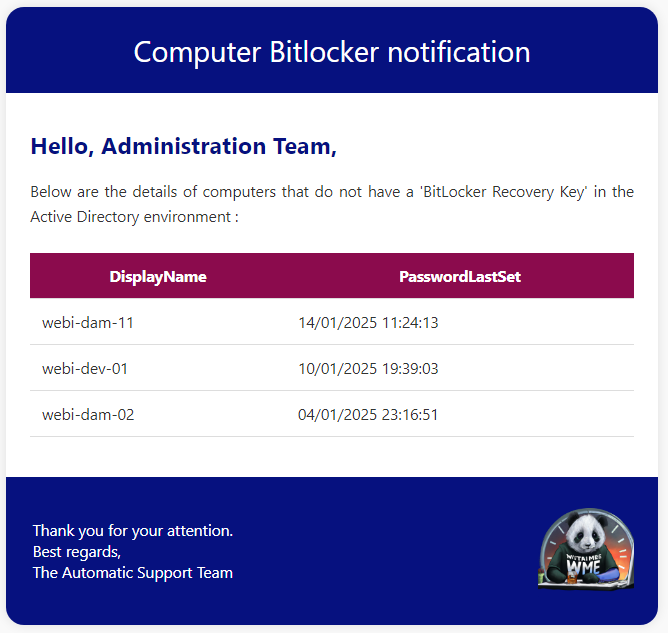 Computer Bitlocker notification
Hello, Administration Team,
Below are the details of computers that do not have a 'BitLocker Recovery Key' in the
Active Directory environment :
DisplayName PasswordLastSet
webi-dam-11 14/01/2025 11:24:13
webi-dev-01 10/01/2025 19:39:03
webi-dam-02 04/01/2025 23:16:51
Thank you for your attention.
Best regards,
The Automatic Support Team
WME